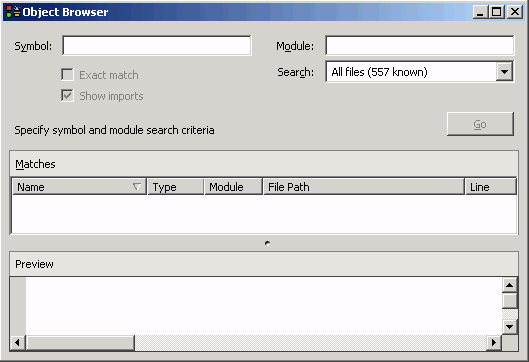 Object Browser
Symbol:
Module:
Exact match
Search: All files (557 known)
Show imports
Go
Specify symbol and module search criteria
Matches
Name Type Module File Path Line
Preview